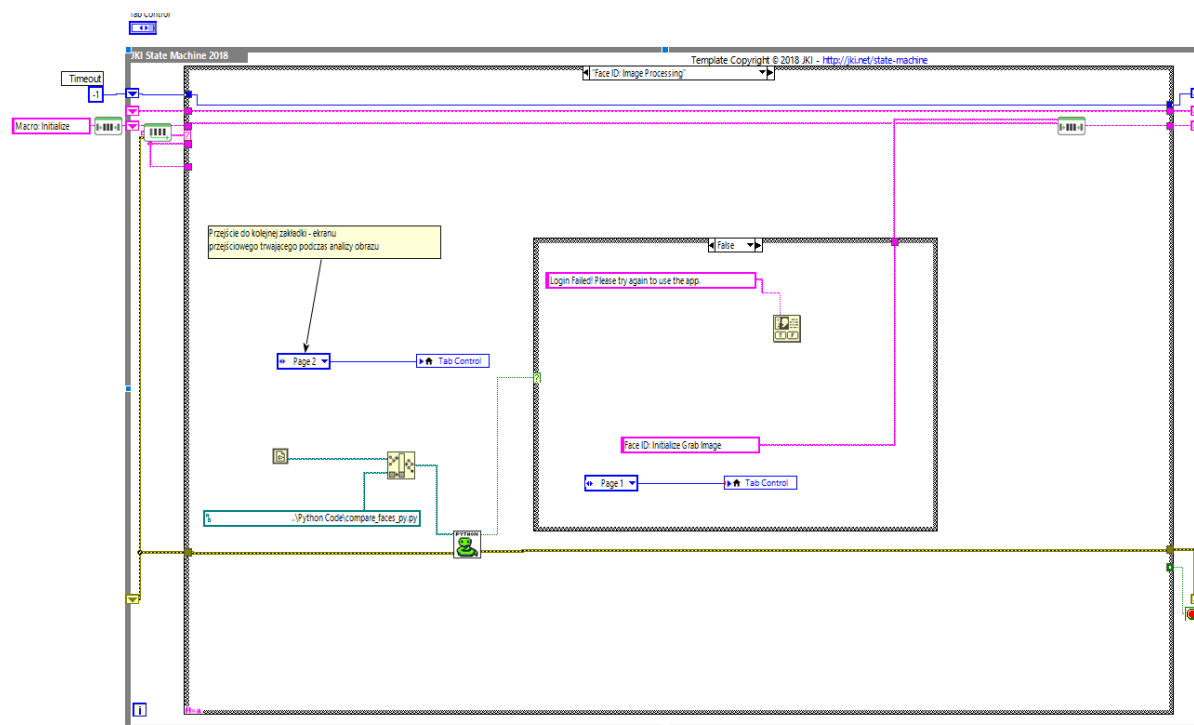 Tab Control
JKI State Machine 2018
Template Copyright © 2018 JKI - http://jki.net/state-machine
"Face ID: Image Processing"
Timeout
-1
Macro: Initialize
Przejście do kolejnej zakładki - ekranu
przejściowego trwającego podczas analizy obrazu
False
Login Failed! Please try again to use the app.
Page 2
Tab Control
Face ID: Initialize Grab Image
Page 1
Tab Control
..\Python Code\compare_faces_py.py
PYTHON
i